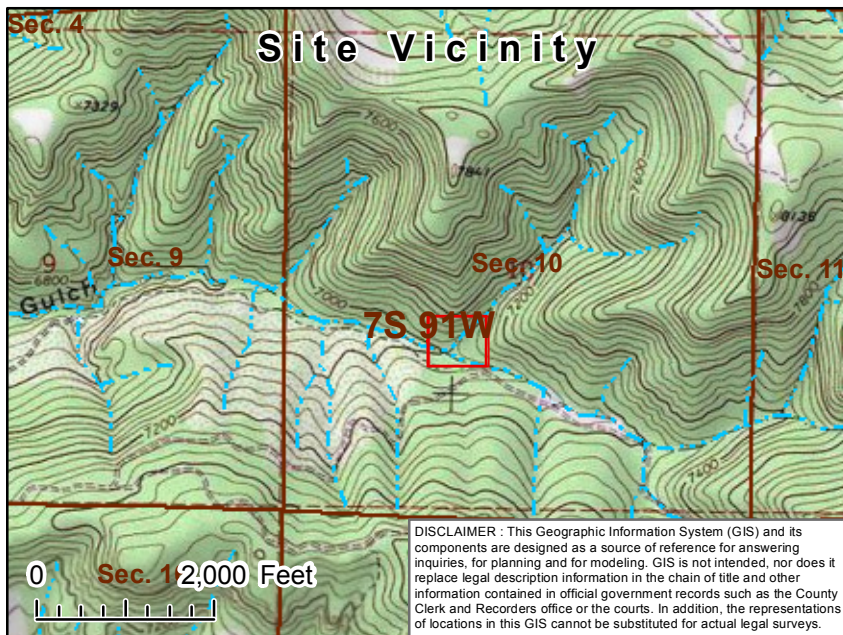 Sec. 4
Site Vicinity
7329
7600
7841
7600
8136
Sec. 9
9
6800
Gulch
Sec. 10
Sec. 11
7000
7200
7800
7S 91W
7200
7400
0
Sec. 1
2,000 Feet
DISCLAIMER : This Geographic Information System (GIS) and its
components are designed as a source of reference for answering
inquiries, for planning and for modeling. GIS is not intended, nor does it
replace legal description information in the chain of title and other
information contained in official government records such as the County
Clerk and Recorders office or the courts. In addition, the representations
of locations in this GIS cannot be substituted for actual legal surveys.